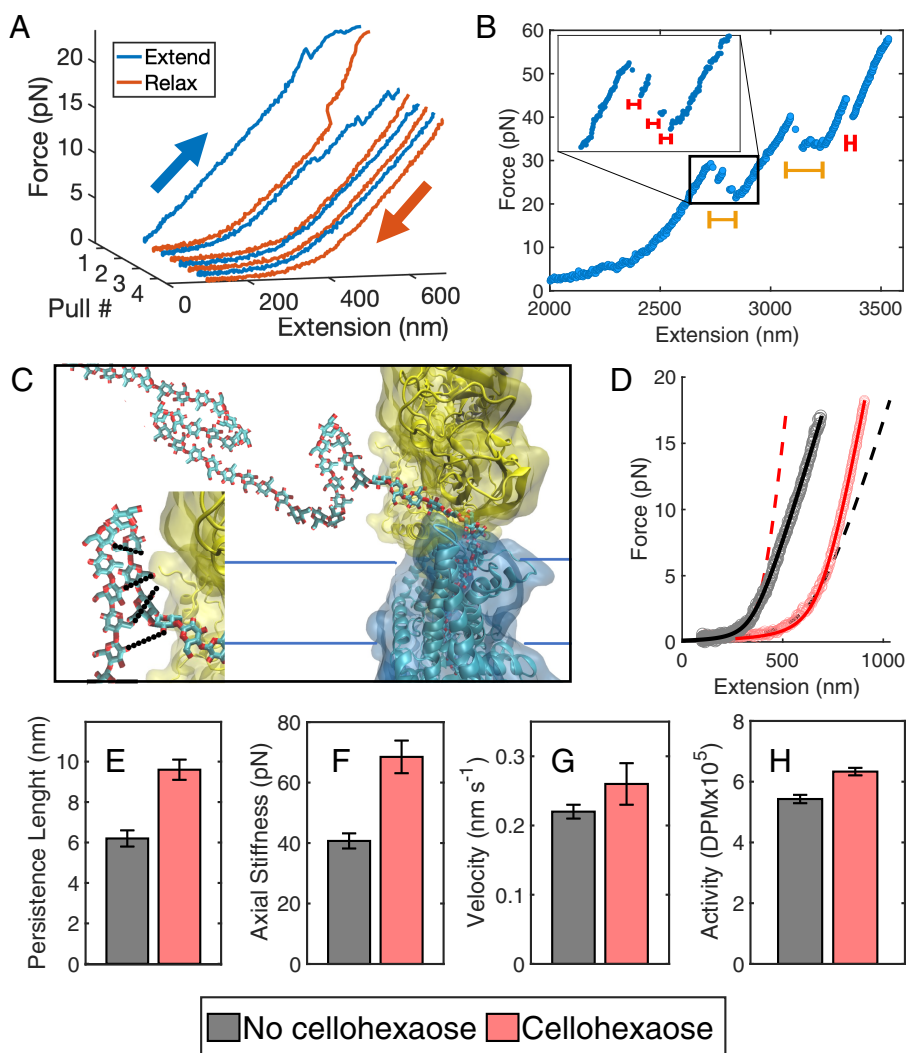 A
Force (pN)
20
15
10
5
0
Extend
Relax
1
2
3
4
Pull #
0
200
400
600
Extension (nm)
B
Force (pN)
60
50
40
30
20
10
0
2000
2500
3000
3500
Extension (nm)
C
D
Force (pN)
20
15
10
5
0
0
500
1000
Extension (nm)
E
Persistence Lenght (nm)
10
8
6
4
2
0
F
Axial Stiffness (pN)
80
60
40
20
0
G
Velocity (nm s⁻¹)
0.3
0.2
0.1
0
H
Activity (DPMx10⁵)
8
6
4
2
0
No cellohexaose
Cellohexaose